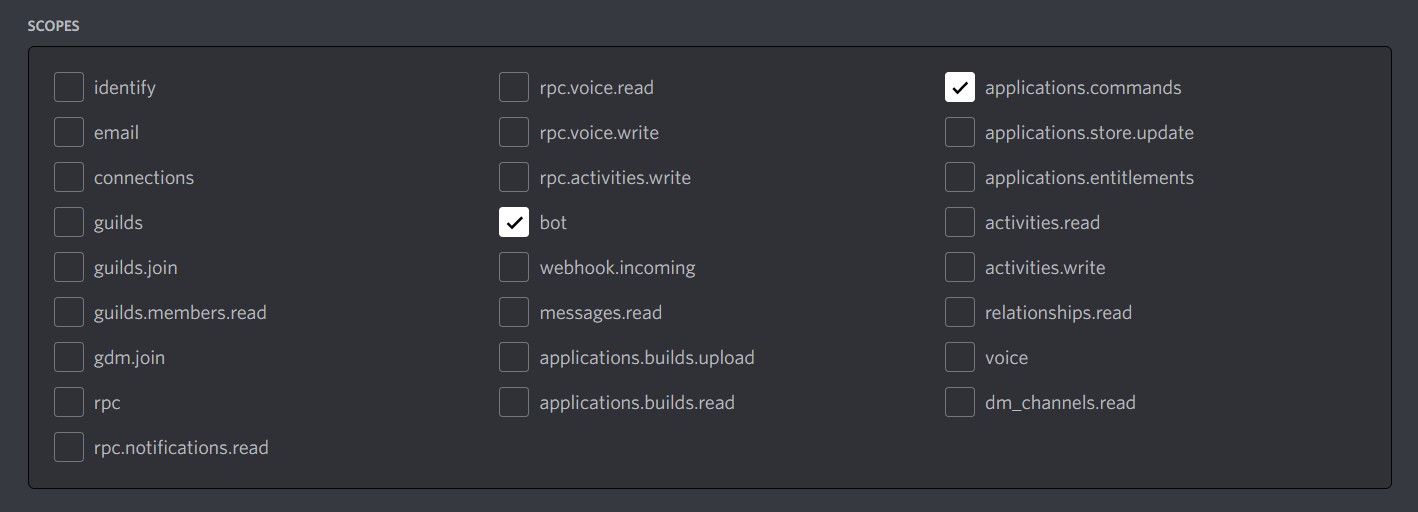 SCOPES
identify
email
connections
guilds
guilds.join
guilds.members.read
gdm.join
rpc
rpc.notifications.read
rpc.voice.read
rpc.voice.write
rpc.activities.write
bot
webhook.incoming
messages.read
applications.builds.upload
applications.builds.read
applications.commands
applications.store.update
applications.entitlements
activities.read
activities.write
relationships.read
voice
dm_channels.read